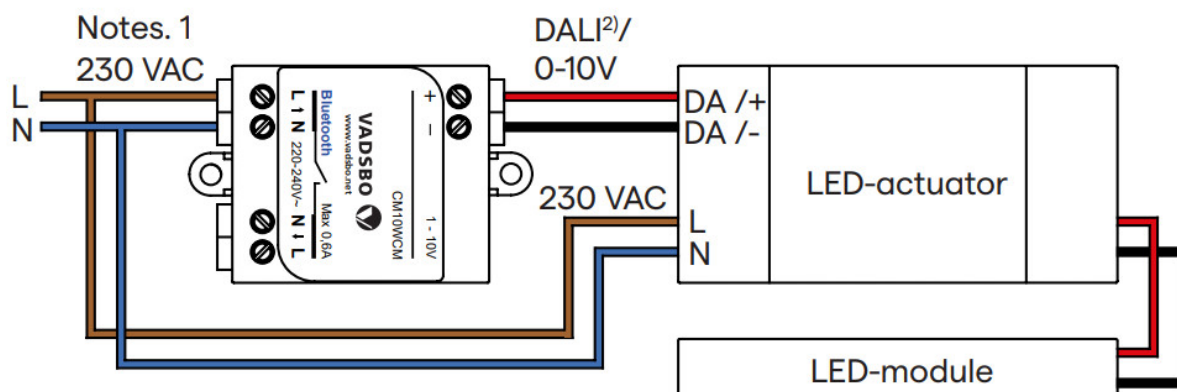 Notes. 1
230 VAC
L
N
DALI²⁾/
0-10V
L ↑ N 220-240V~ N ↓ L
Bluetooth
Max 0,6A
VADSBO
www.vadsbo.net
CM10WCM
+ -
1 - 10V
DA /+
DA /-
230 VAC
L
N
LED-actuator
LED-module